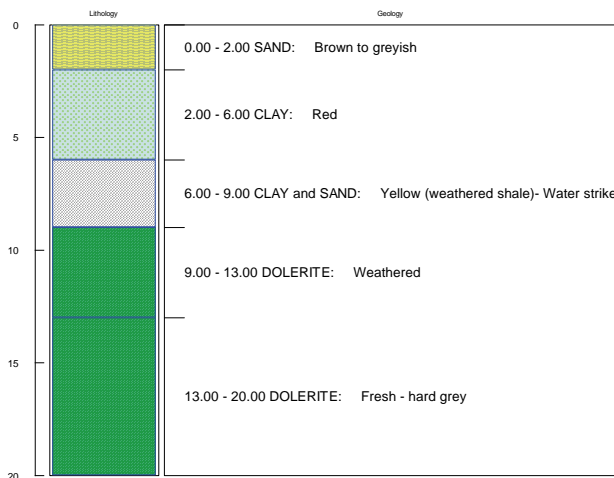 Lithology
Geology
0
0.00 - 2.00 SAND: Brown to greyish
2.00 - 6.00 CLAY: Red
5
6.00 - 9.00 CLAY and SAND: Yellow (weathered shale)- Water strike
10
9.00 - 13.00 DOLERITE: Weathered
15
13.00 - 20.00 DOLERITE: Fresh - hard grey
20